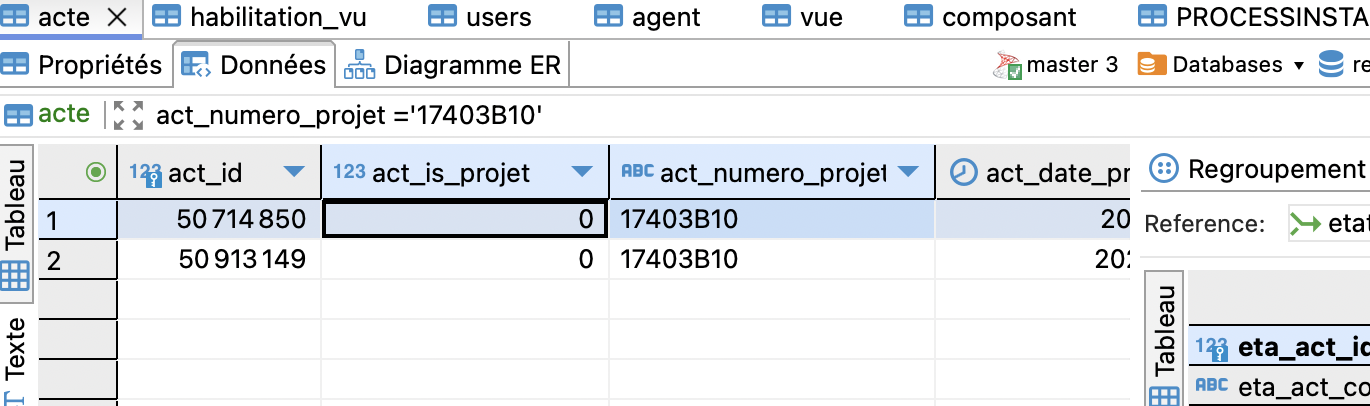 acte habilitation_vu users agent vue composant PROCESSINSTA
Propriétés Données Diagramme ER master 3 Databases re
acte act_numero_projet ='17403B10'
Tableau
Texte
123 act_id 123 act_is_projet ABC act_numero_projet act_date_pr
1 50 714 850 0 17403B10 20
2 50 913 149 0 17403B10 202
Regroupement
Reference: etat
Tableau
123 eta_act_id
ABC eta_act_co